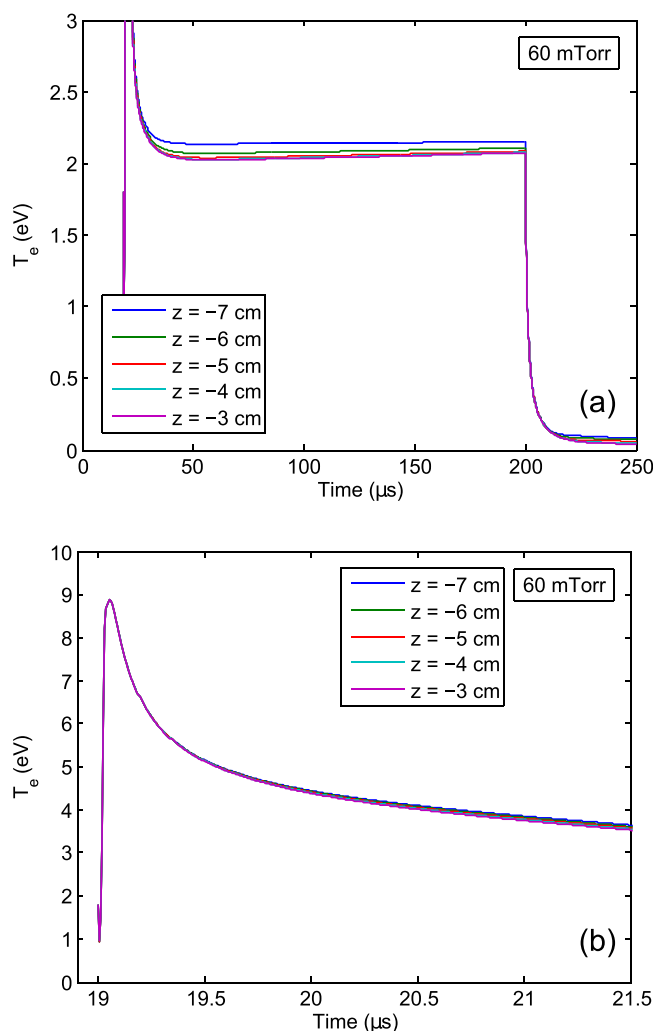 3
2.5
2
1.5
1
0.5
0
T_e (eV)
60 mTorr
z = −7 cm
z = −6 cm
z = −5 cm
z = −4 cm
z = −3 cm
(a)
0 50 100 150 200 250
Time (µs)
10
9
8
7
6
5
4
3
2
1
0
T_e (eV)
z = −7 cm
z = −6 cm
z = −5 cm
z = −4 cm
z = −3 cm
60 mTorr
(b)
19 19.5 20 20.5 21 21.5
Time (µs)